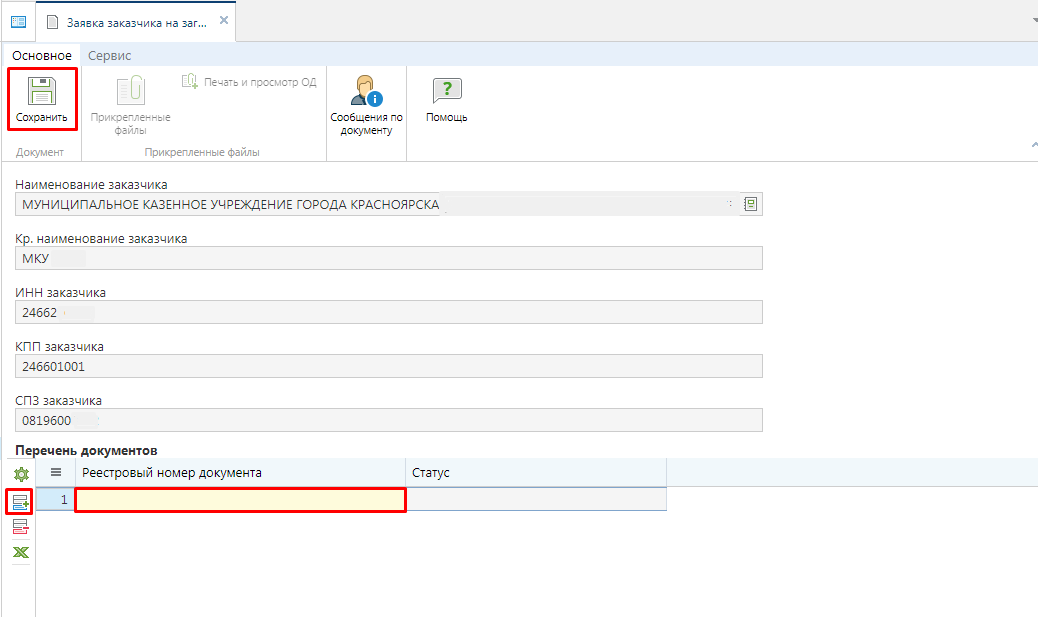 Заявка заказчика на заг...
Основное Сервис
Сохранить
Прикрепленные файлы
Печать и просмотр ОД
Сообщения по документу
Помощь
Документ
Прикрепленные файлы
Наименование заказчика
МУНИЦИПАЛЬНОЕ КАЗЕННОЕ УЧРЕЖДЕНИЕ ГОРОДА КРАСНОЯРСКА
Кр. наименование заказчика
МКУ
ИНН заказчика
24662
КПП заказчика
246601001
СПЗ заказчика
0819600
Перечень документов
Реестровый номер документа Статус
1